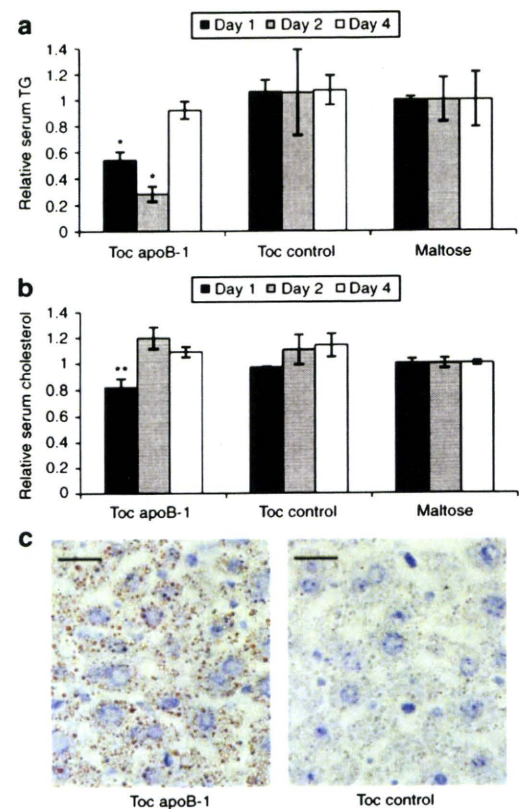 a
Day 1 Day 2 Day 4
Relative serum TG
1.4
1.2
1
0.8
0.6
0.4
0.2
0
*
*
Toc apoB-1 Toc control Maltose
b
Day 1 Day 2 Day 4
Relative serum cholesterol
1.4
1.2
1
0.8
0.6
0.4
0.2
0
**
Toc apoB-1 Toc control Maltose
c
Toc apoB-1 Toc control